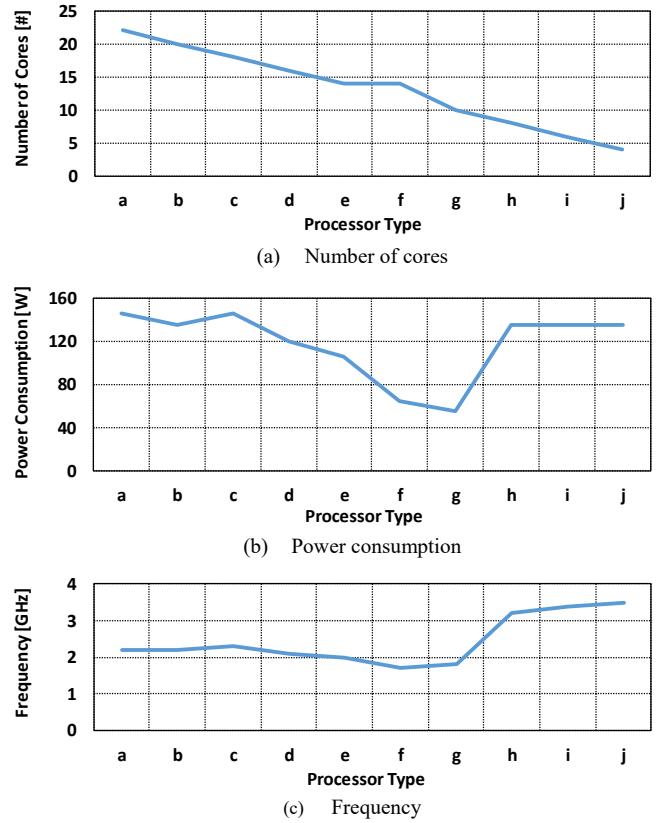 Number of Cores [#]
25
20
15
10
5
0
a b c d e f g h i j
Processor Type
(a) Number of cores
Power Consumption [W]
160
120
80
40
0
a b c d e f g h i j
Processor Type
(b) Power consumption
Frequency [GHz]
4
3
2
1
0
a b c d e f g h i j
Processor Type
(c) Frequency